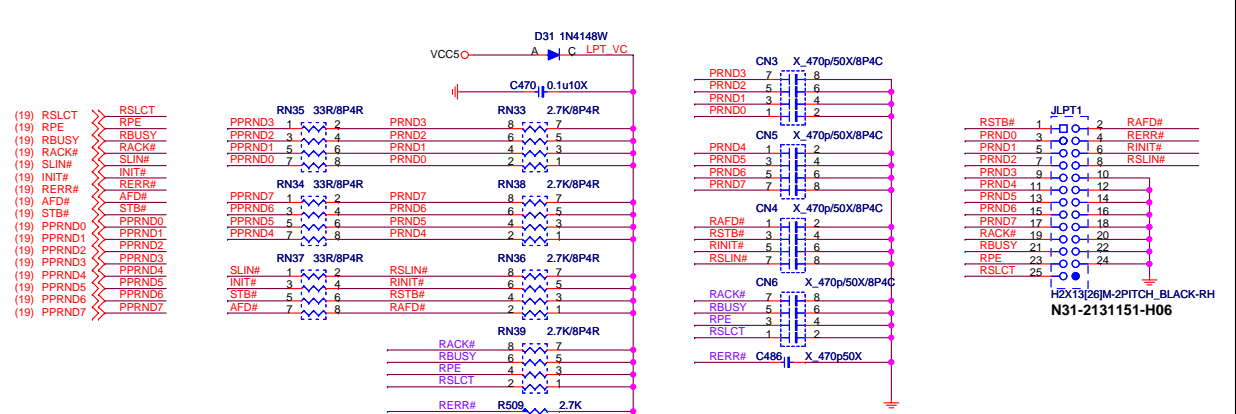 D31 1N4148W
VCC5 A C LPT_VC
C470 0.1u10X
(19) RSLCT RSLCT
(19) RPE RPE
(19) RBUSY RBUSY
(19) RACK# RACK#
(19) SLIN# SLIN#
(19) INIT# INIT#
(19) RERR# RERR#
(19) AFD# AFD#
(19) STB# STB#
(19) PPRND0 PPRND0
(19) PPRND1 PPRND1
(19) PPRND2 PPRND2
(19) PPRND3 PPRND3
(19) PPRND4 PPRND4
(19) PPRND5 PPRND5
(19) PPRND6 PPRND6
(19) PPRND7 PPRND7
RN35 33R/8P4R RN33 2.7K/8P4R
PPRND3 1 2 PRND3 8 7
PPRND2 3 4 PRND2 6 5
PPRND1 5 6 PRND1 4 3
PPRND0 7 8 PRND0 2 1
RN34 33R/8P4R RN38 2.7K/8P4R
PPRND7 1 2 PRND7 8 7
PPRND6 3 4 PRND6 6 5
PPRND5 5 6 PRND5 4 3
PPRND4 7 8 PRND4 2 1
RN37 33R/8P4R RN36 2.7K/8P4R
SLIN# 1 2 RSLIN# 8 7
INIT# 3 4 RINIT# 6 5
STB# 5 6 RSTB# 4 3
AFD# 7 8 RAFD# 2 1
RN39 2.7K/8P4R
RACK# 8 7
RBUSY 6 5
RPE 4 3
RSLCT 2 1
RERR# R509 2.7K
CN3 X_470p/50X/8P4C
PRND3 7 8
PRND2 5 6
PRND1 3 4
PRND0 1 2
CN5 X_470p/50X/8P4C
PRND4 1 2
PRND5 3 4
PRND6 5 6
PRND7 7 8
CN4 X_470p/50X/8P4C
RAFD# 1 2
RSTB# 3 4
RINIT# 5 6
RSLIN# 7 8
CN6 X_470p/50X/8P4C
RACK# 7 8
RBUSY 5 6
RPE 3 4
RSLCT 1 2
RERR# C486 X_470p50X
JLPT1
RSTB# 1 2 RAFD#
PRND0 3 4 RERR#
PRND1 5 6 RINIT#
PRND2 7 8 RSLIN#
PRND3 9 10
PRND4 11 12
PRND5 13 14
PRND6 15 16
PRND7 17 18
RACK# 19 20
RBUSY 21 22
RPE 23 24
RSLCT 25
H2X13[26]M-2PITCH_BLACK-RH
N31-2131151-H06